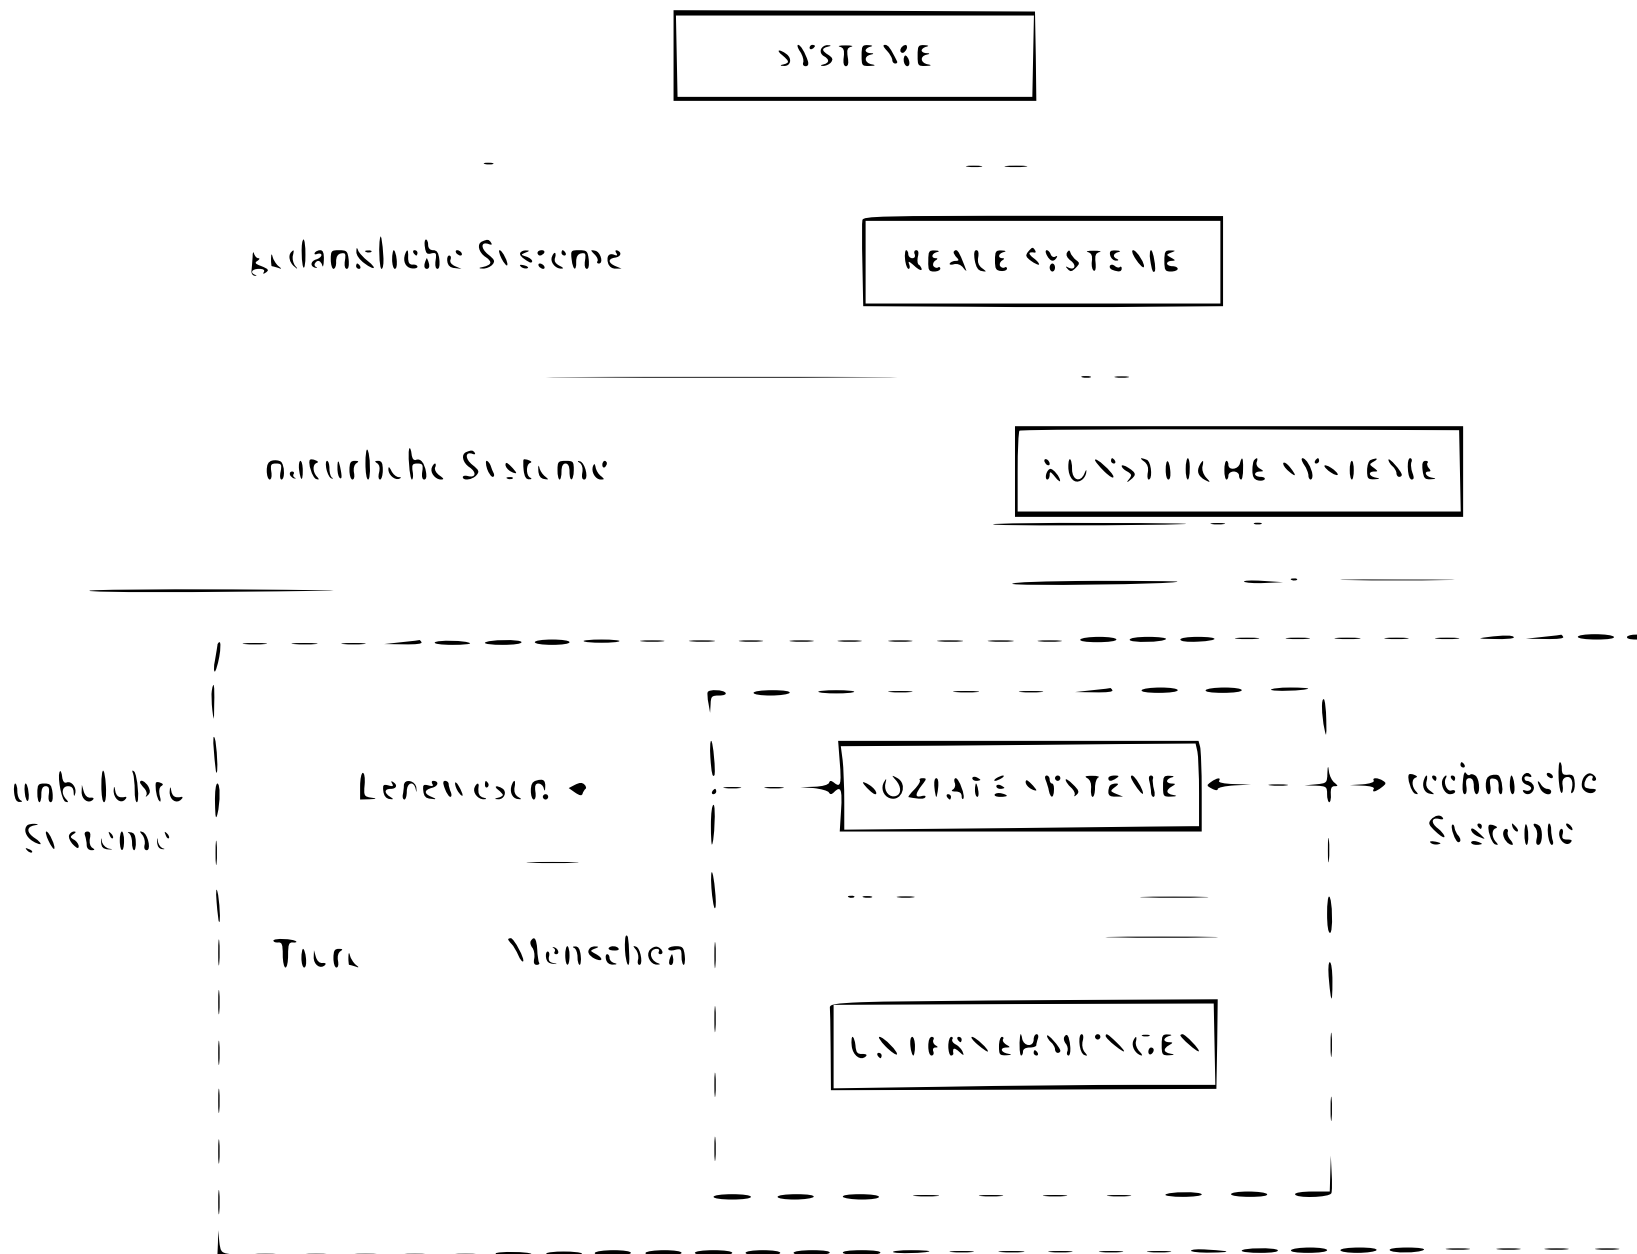 SYSTEME
gedankliche Systeme
REALE SYSTEME
natürliche Systeme
KÜNSTLICHE SYSTEME
unbelebte
Systeme
Lebewesen
SOZIALE SYSTEME
technische
Systeme
Tiere
Menschen
UNTERNEHMUNGEN